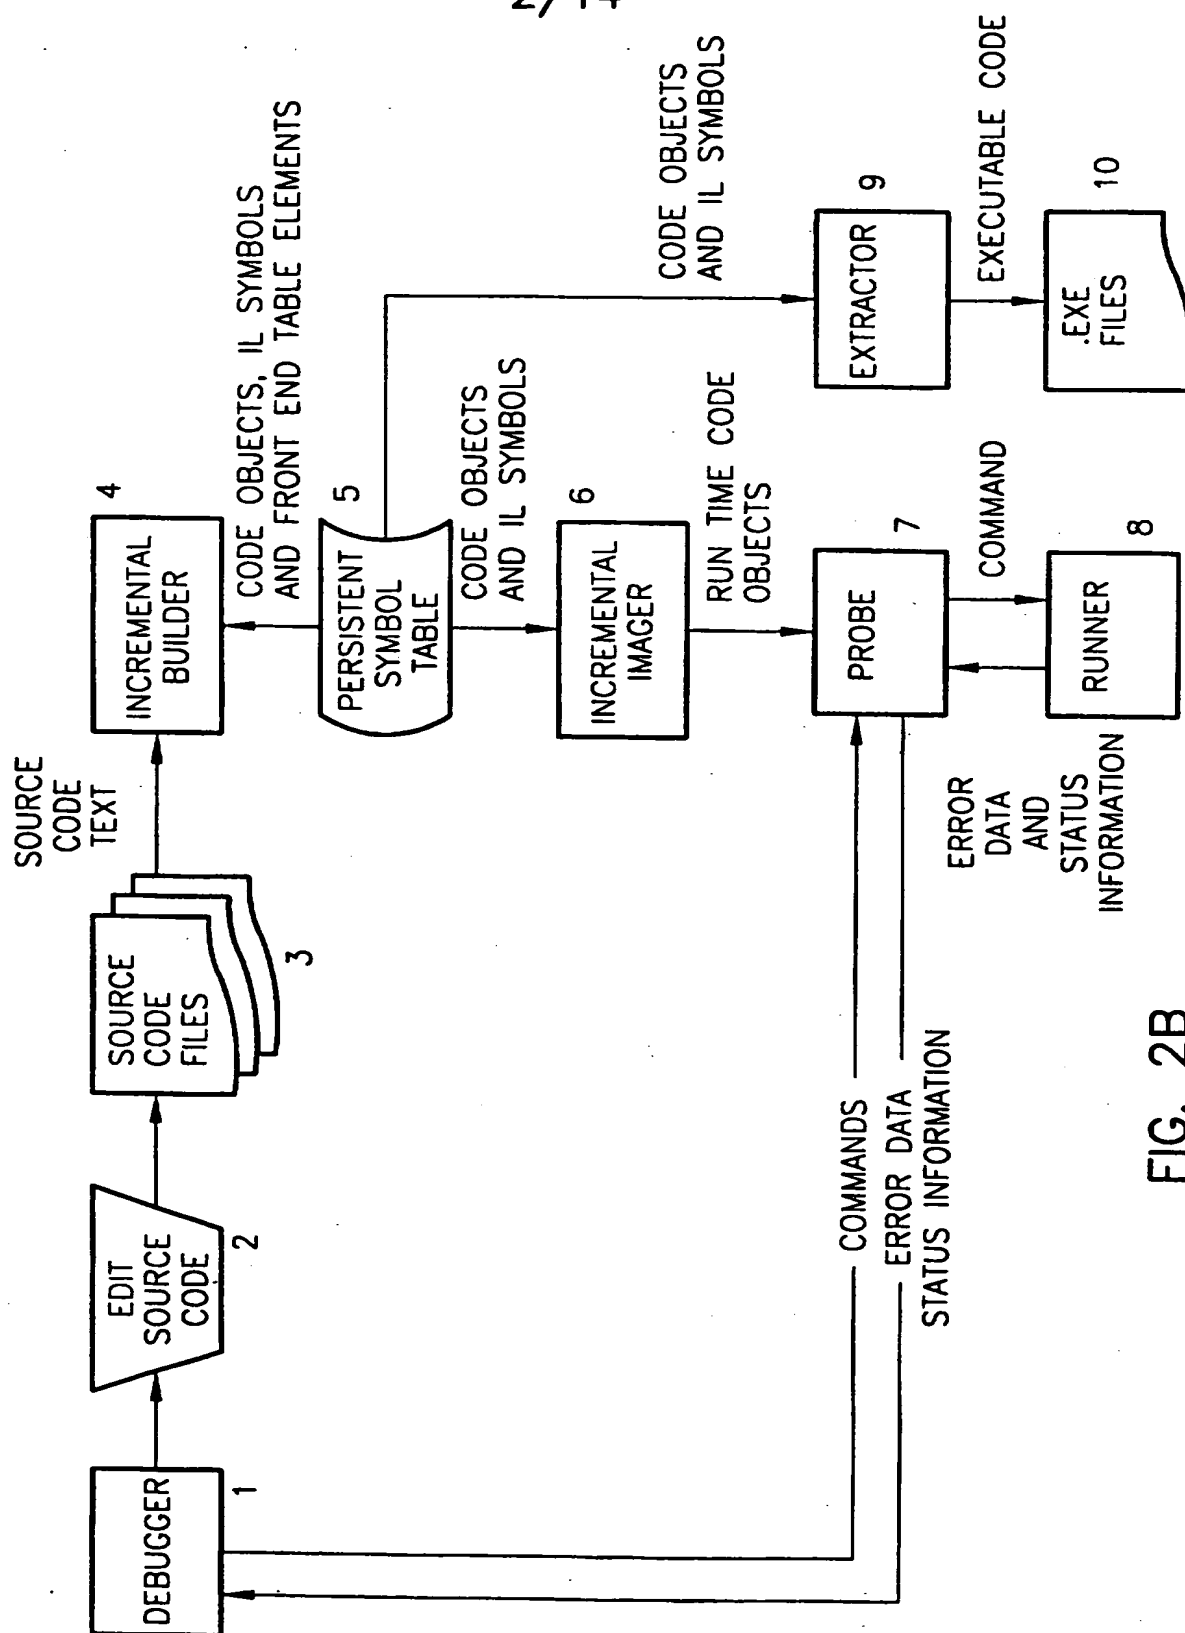 2/14
DEBUGGER
1
EDIT
SOURCE
CODE
2
SOURCE
CODE
FILES
3
SOURCE
CODE
TEXT
INCREMENTAL
BUILDER
4
CODE OBJECTS, IL SYMBOLS
AND FRONT END TABLE ELEMENTS
PERSISTENT
SYMBOL
TABLE
5
CODE OBJECTS
AND IL SYMBOLS
CODE OBJECTS
AND IL SYMBOLS
INCREMENTAL
IMAGER
6
RUN TIME CODE
OBJECTS
PROBE
7
COMMAND
RUNNER
8
ERROR
DATA
AND
STATUS
INFORMATION
EXTRACTOR
9
EXECUTABLE CODE
.EXE
FILES
10
COMMANDS
ERROR DATA
STATUS INFORMATION
FIG. 2B